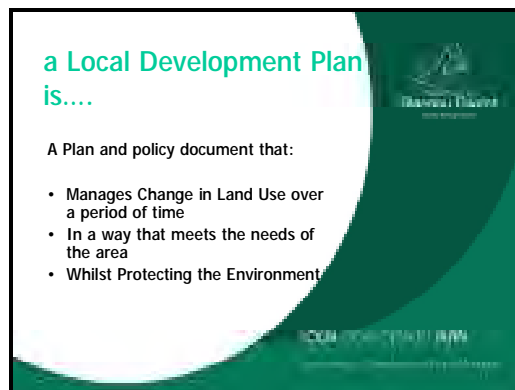 a Local Development Plan
is....
A Plan and policy document that:
• Manages Change in Land Use over
a period of time
• In a way that meets the needs of
the area
• Whilst Protecting the Environment